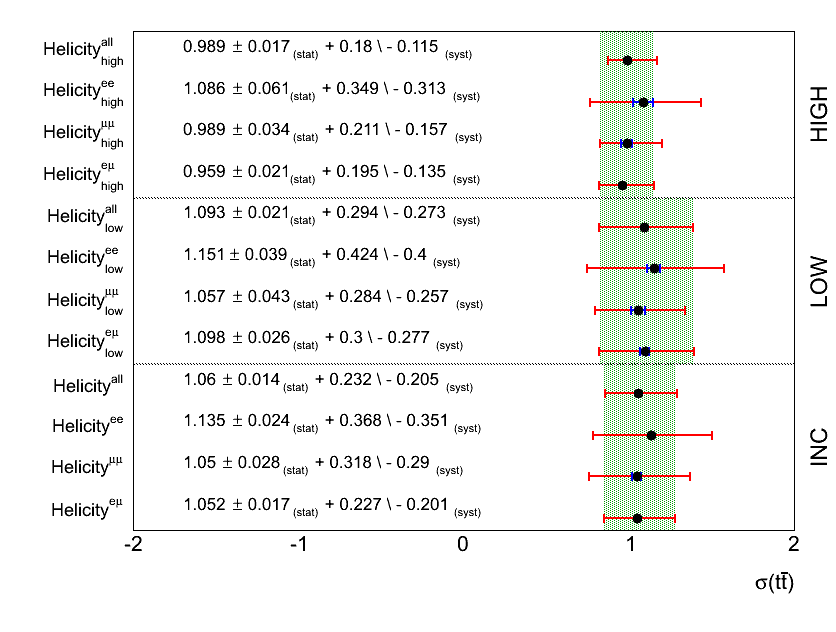 Helicity^all_high 0.989 ± 0.017 (stat) + 0.18 \ - 0.115 (syst)
Helicity^ee_high 1.086 ± 0.061 (stat) + 0.349 \ - 0.313 (syst)
Helicity^μμ_high 0.989 ± 0.034 (stat) + 0.211 \ - 0.157 (syst)
Helicity^eμ_high 0.959 ± 0.021 (stat) + 0.195 \ - 0.135 (syst)
HIGH
Helicity^all_low 1.093 ± 0.021 (stat) + 0.294 \ - 0.273 (syst)
Helicity^ee_low 1.151 ± 0.039 (stat) + 0.424 \ - 0.4 (syst)
Helicity^μμ_low 1.057 ± 0.043 (stat) + 0.284 \ - 0.257 (syst)
Helicity^eμ_low 1.098 ± 0.026 (stat) + 0.3 \ - 0.277 (syst)
LOW
Helicity^all 1.06 ± 0.014 (stat) + 0.232 \ - 0.205 (syst)
Helicity^ee 1.135 ± 0.024 (stat) + 0.368 \ - 0.351 (syst)
Helicity^μμ 1.05 ± 0.028 (stat) + 0.318 \ - 0.29 (syst)
Helicity^eμ 1.052 ± 0.017 (stat) + 0.227 \ - 0.201 (syst)
INC
-2 -1 0 1 2
σ(tt̄)